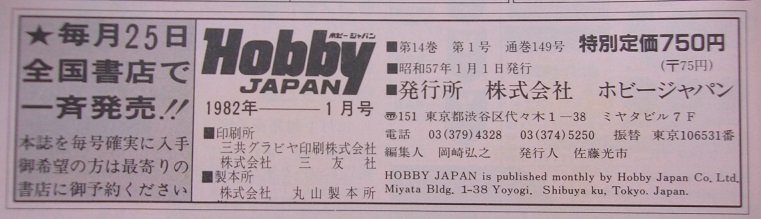 ★毎月25日
全国書店で
一斉発売!!
本誌を毎号確実に入手
御希望の方は最寄りの
書店に御予約ください
ホビージャパン
Hobby
JAPAN
1982年――1月号
■印刷所
三共グラビヤ印刷株式会社
株式会社 三友社
■製本所
株式会社 丸山製本所
■第14巻 第1号 通巻149号 特別定価750円
■昭和57年1月1日発行 (〒75円)
■発行所 株式会社 ホビージャパン
☎151 東京都渋谷区代々木1−38 ミヤタビル7F
電話 03(379)4328 03(374)5250 振替 東京106531番
編集人 岡崎弘之 発行人 佐藤光市
HOBBY JAPAN is published monthly by Hobby Japan Co. Ltd.
Miyata Bldg. 1-38 Yoyogi. Shibuya ku, Tokyo. Japan.